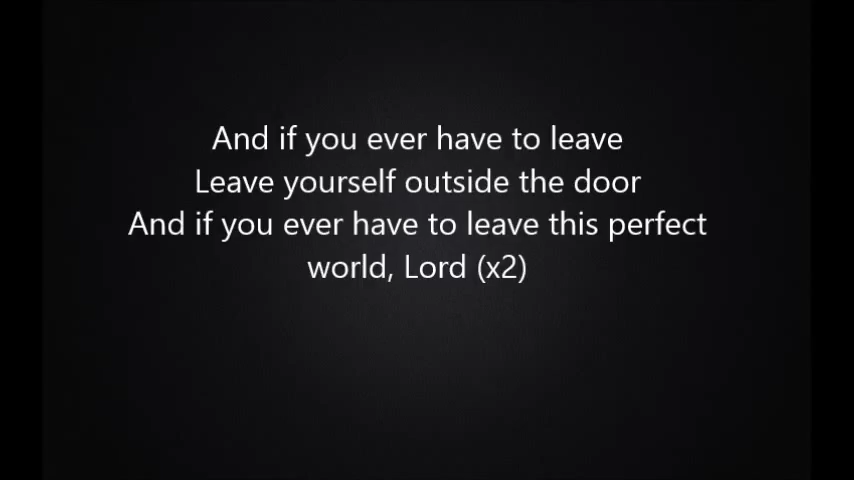 And if you ever have to leave
Leave yourself outside the door
And if you ever have to leave this perfect
world, Lord (x2)